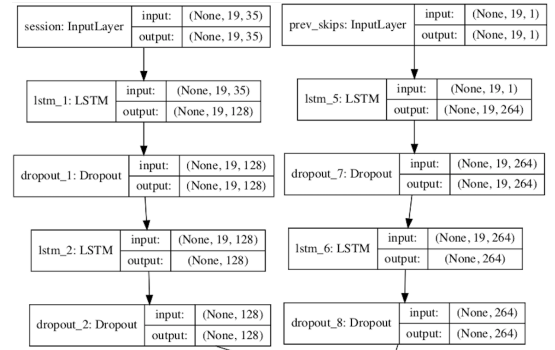 session: InputLayer
input: (None, 19, 35)
output: (None, 19, 35)
lstm_1: LSTM
input: (None, 19, 35)
output: (None, 19, 128)
dropout_1: Dropout
input: (None, 19, 128)
output: (None, 19, 128)
lstm_2: LSTM
input: (None, 19, 128)
output: (None, 128)
dropout_2: Dropout
input: (None, 128)
output: (None, 128)
prev_skips: InputLayer
input: (None, 19, 1)
output: (None, 19, 1)
lstm_5: LSTM
input: (None, 19, 1)
output: (None, 19, 264)
dropout_7: Dropout
input: (None, 19, 264)
output: (None, 19, 264)
lstm_6: LSTM
input: (None, 19, 264)
output: (None, 264)
dropout_8: Dropout
input: (None, 264)
output: (None, 264)